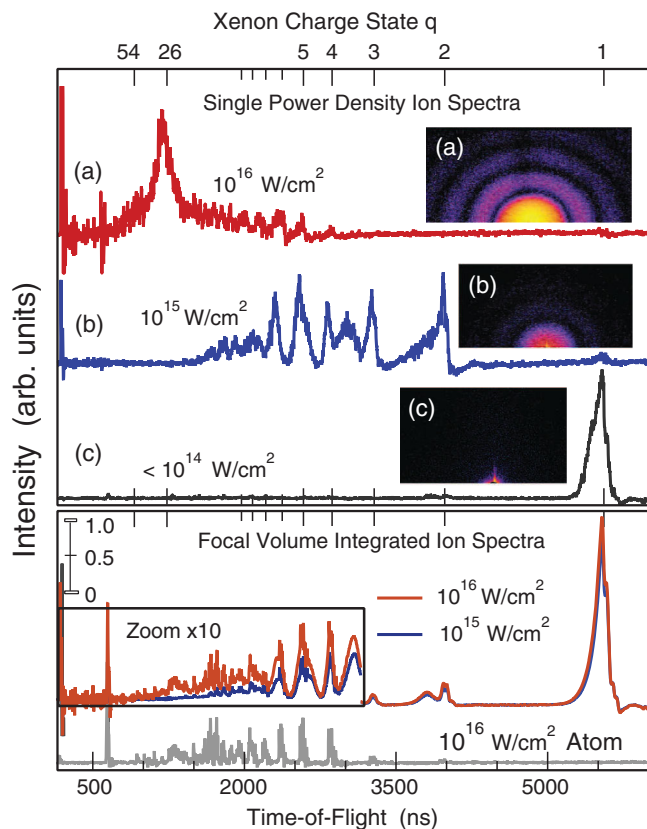 Xenon Charge State q
54 26 5 4 3 2 1
Single Power Density Ion Spectra
(a)
(a)
10^16 W/cm^2
(b)
10^15 W/cm^2
(b)
(c)
(c)
< 10^14 W/cm^2
Intensity (arb. units)
1.0
Focal Volume Integrated Ion Spectra
0.5
0
10^16 W/cm^2
Zoom x10
10^15 W/cm^2
10^16 W/cm^2 Atom
500 2000 3500 5000
Time-of-Flight (ns)